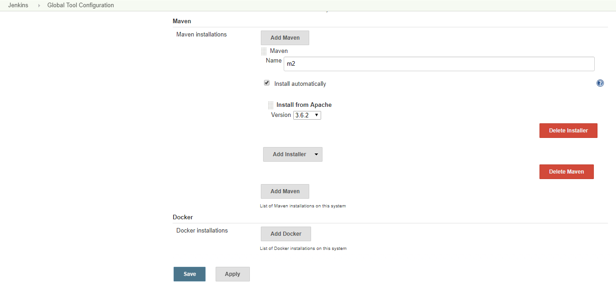 Jenkins › Global Tool Configuration
Maven
Maven installations
Add Maven
Maven
Name m2
Install automatically
Install from Apache
Version 3.6.2
Delete Installer
Add Installer
Delete Maven
Add Maven
List of Maven installations on this system
Docker
Docker installations
Add Docker
List of Docker installations on this system
Save Apply